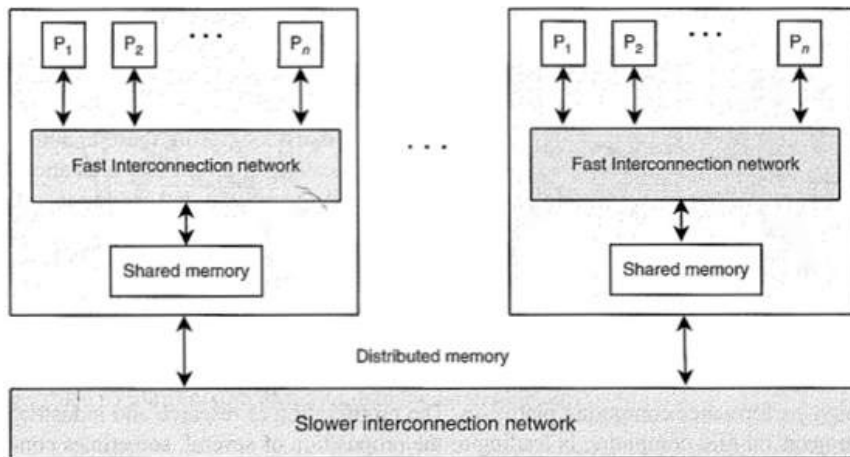 P1 P2 ... Pn
... 
P1 P2 ... Pn
Fast Interconnection network
Fast Interconnection network
Shared memory
Shared memory
Distributed memory
Slower interconnection network